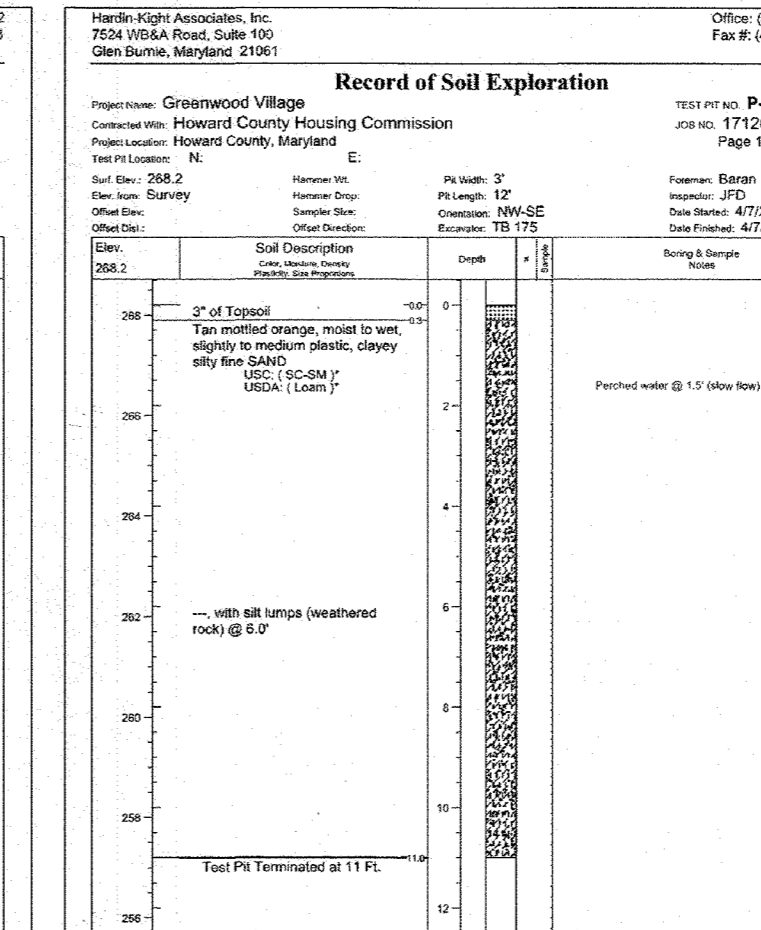 Hardin-Kight Associates, Inc. Office: (
7524 WB&A Road, Suite 100 Fax #: (
Glen Burnie, Maryland 21061
Record of Soil Exploration
Project Name: Greenwood Village TEST PIT NO. P-
Contracted With: Howard County Housing Commission JOB NO. 1712
Project Location: Howard County, Maryland Page 1
Test Pit Location: N: E:
Surf. Elev.: 268.2 Hammer Wt. Pit Width: 3' Foreman: Baran
Elev. from: Survey Hammer Drop: Pit Length: 12' Inspector: JFD
Offset Elev: Sampler Size: Orientation: NW-SE Date Started: 4/7/
Offset Dist.: Offset Direction: Excavator: TB 175 Date Finished: 4/7
Elev. Soil Description Depth * Sample Boring & Sample
268.2 Color, Moisture, Density Notes
Plasticity, Size Proportions
268 3" of Topsoil 0.0 0
0.3
Tan mottled orange, moist to wet,
slightly to medium plastic, clayey
silty fine SAND
USC: ( SC-SM )*
USDA: ( Loam )* Perched water @ 1.5' (slow flow)
266 2
264 4
262 ---, with silt lumps (weathered 6
rock) @ 6.0'
260 8
258 10
11.0
Test Pit Terminated at 11 Ft.
256 12